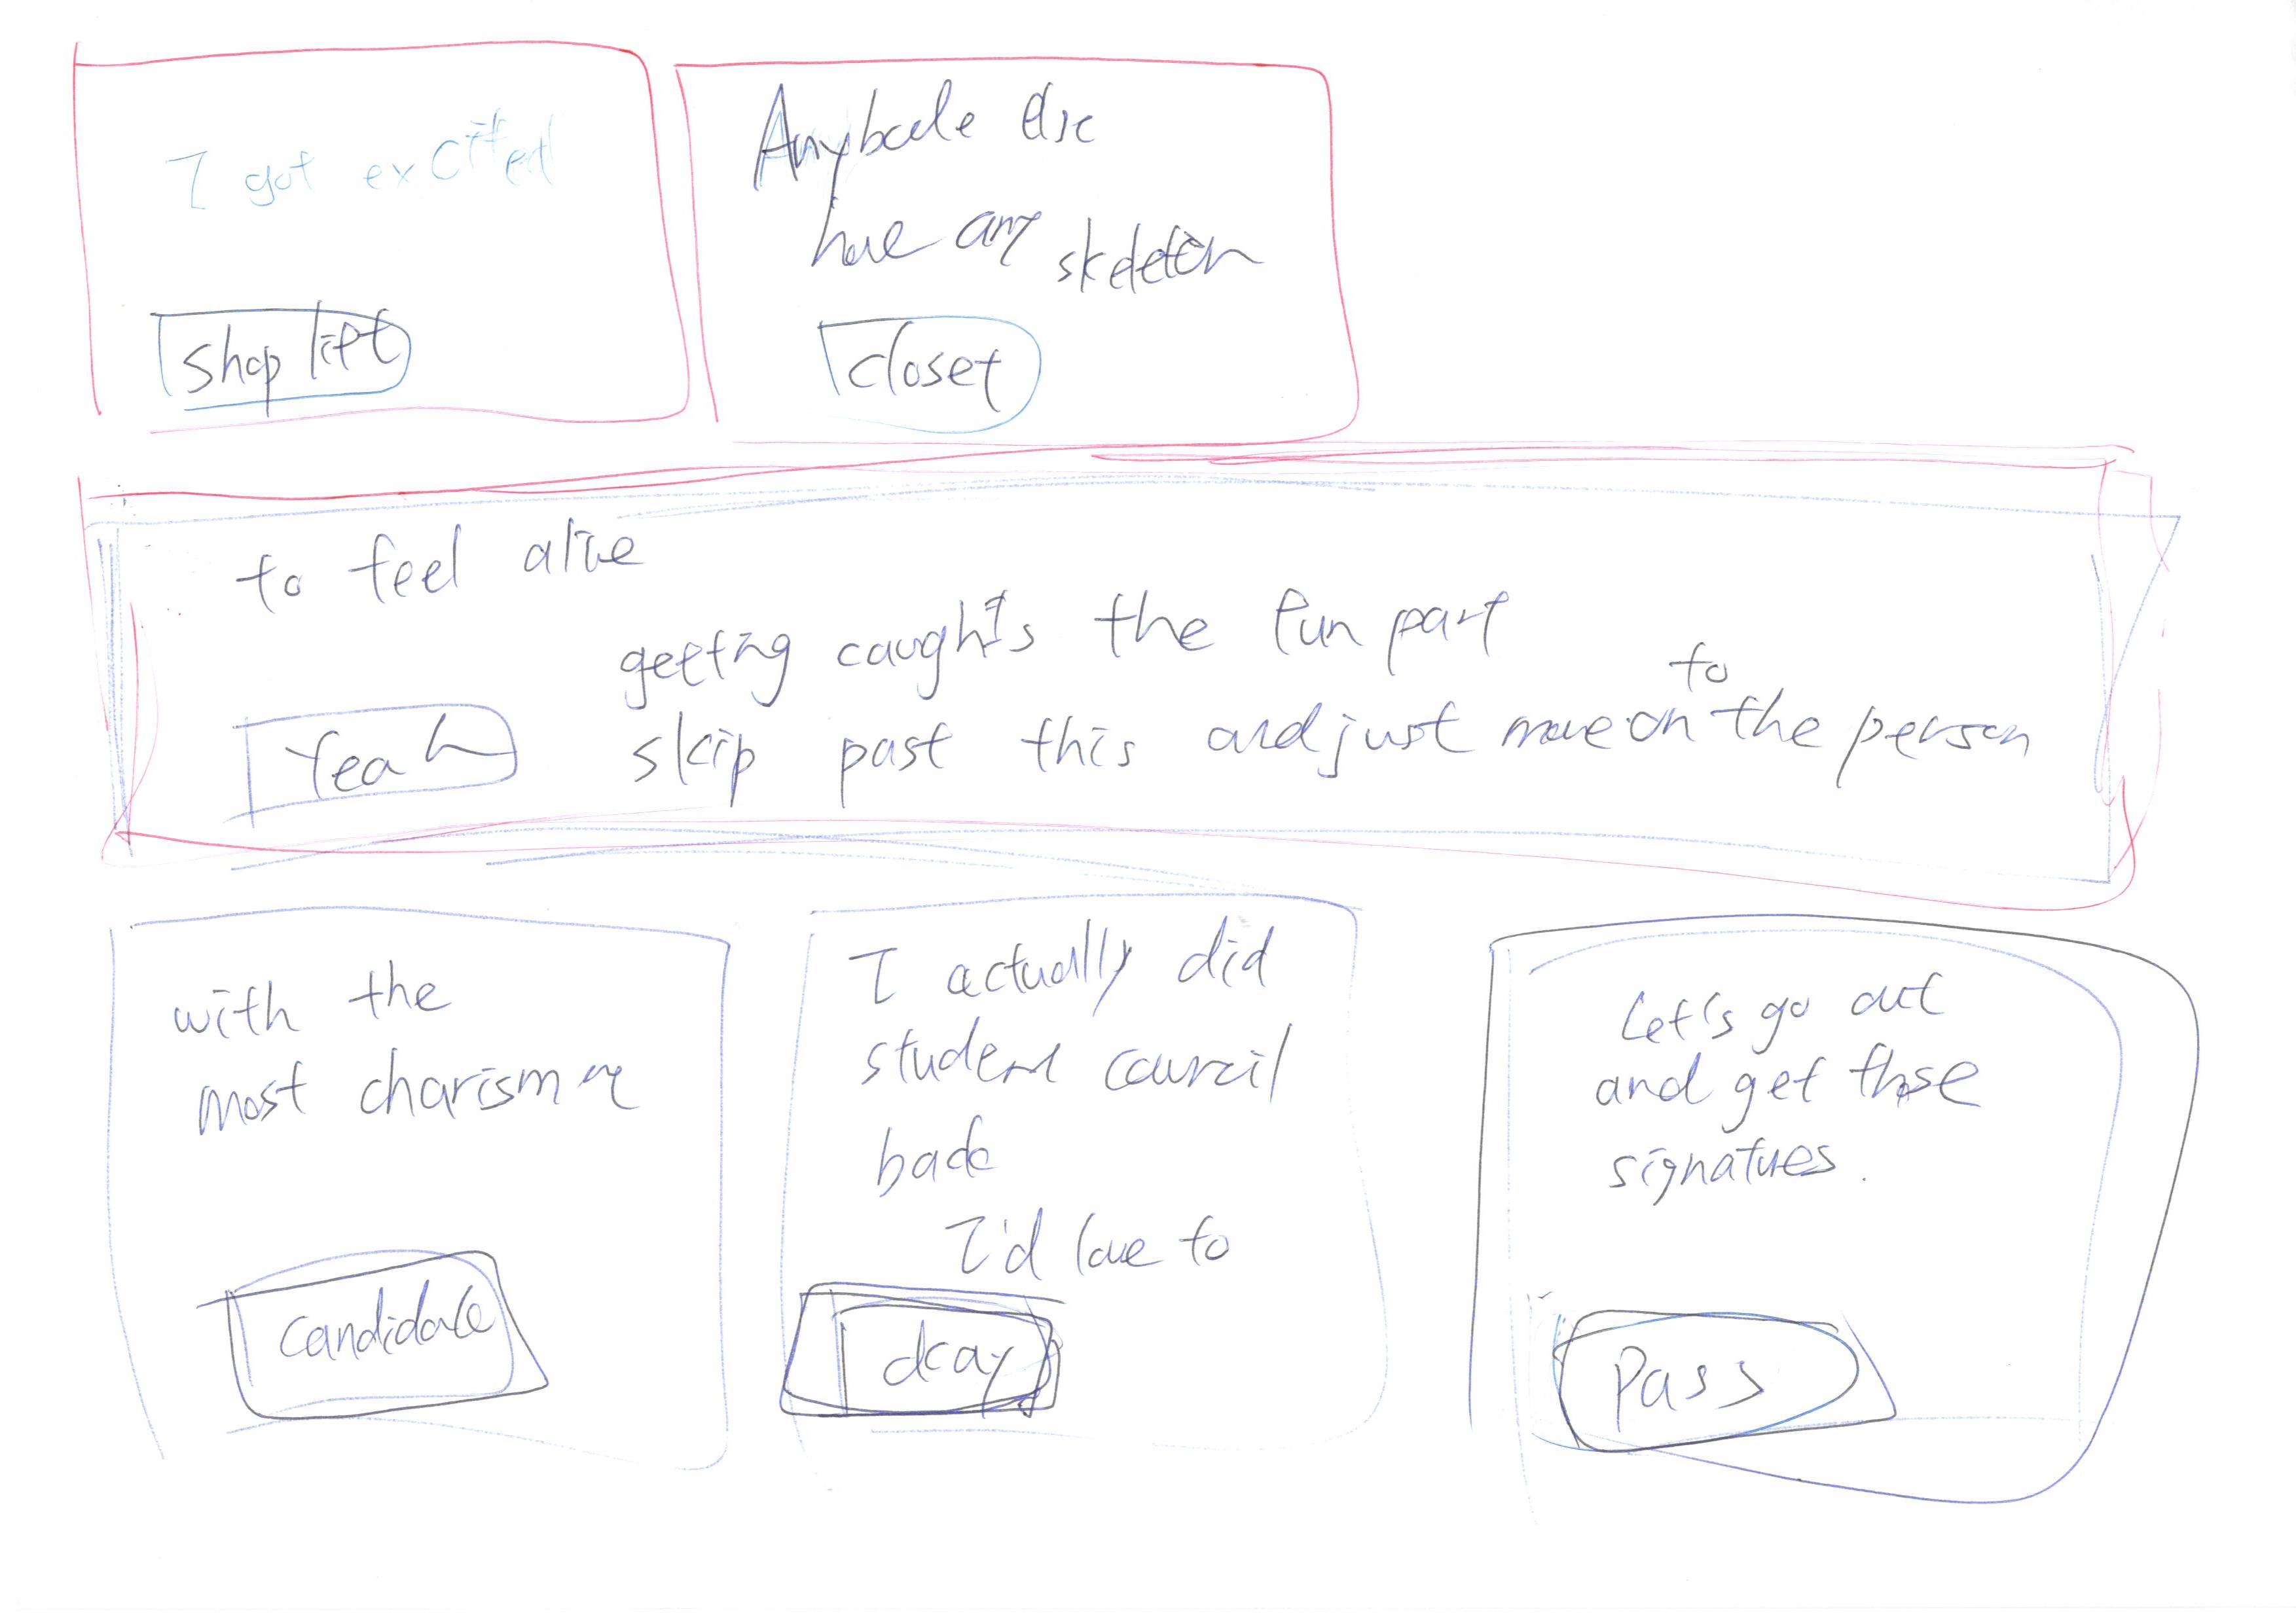 I got excited
shop lift
Anybode else
have any skeleton
closet
to feel alive
getting caught's the fun part
to
Yeah skip past this and just move on the person
with the
most charisma
candidate
I actually did
student council
back
I'd love to
okay
Let's go out
and get those
signatures.
Pass